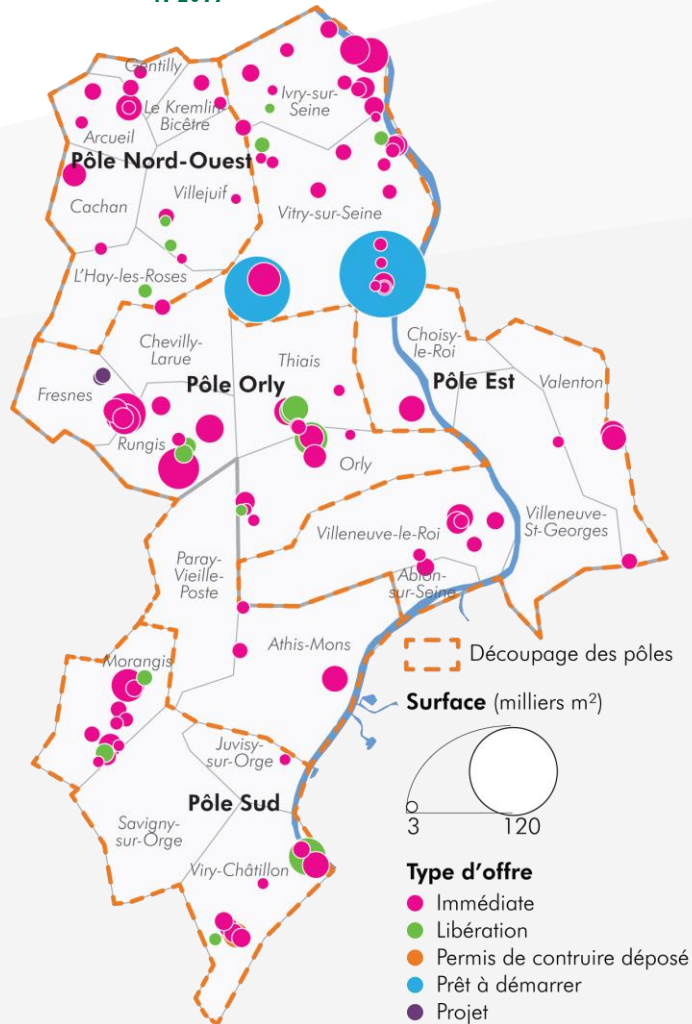 Gentilly
Ivry-sur-
Seine
Le Kremlin-
Bicêtre
Arcueil
Pôle Nord-Ouest
Villejuif
Cachan
Vitry-sur-Seine
L'Hay-les-Roses
Chevilly-
Larue
Thiais
Choisy-
le-Roi
Fresnes
Pôle Orly
Pôle Est
Valenton
Rungis
Orly
Villeneuve-le-Roi
Villeneuve-
St-Georges
Paray-
Vieille-
Poste
Ablon-
sur-Seine
Athis-Mons
Morangis
Juvisy-
sur-Orge
Pôle Sud
Savigny-
sur-Orge
Viry-Châtillon
Découpage des pôles
Surface (milliers m²)
3 120
Type d'offre
Immédiate
Libération
Permis de contruire déposé
Prêt à démarrer
Projet